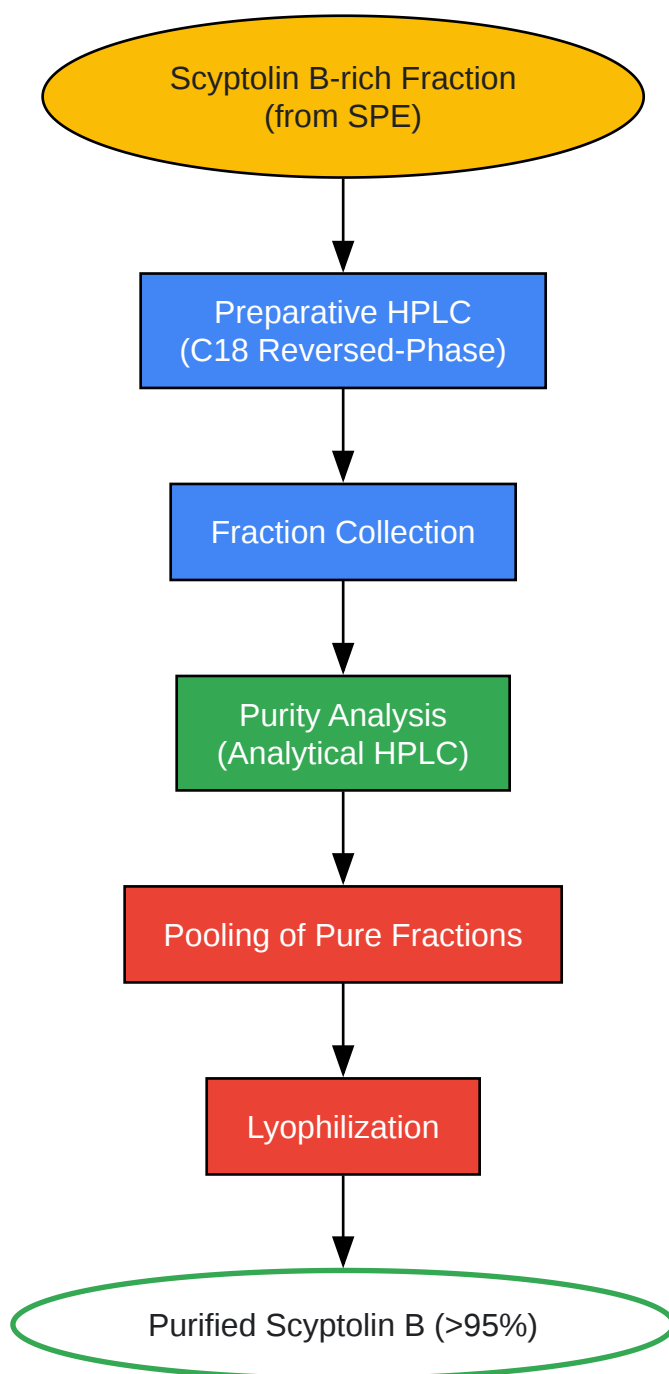 Scyptolin B-rich Fraction
(from SPE)
Preparative HPLC
(C18 Reversed-Phase)
Fraction Collection
Purity Analysis
(Analytical HPLC)
Pooling of Pure Fractions
Lyophilization
Purified Scyptolin B (>95%)